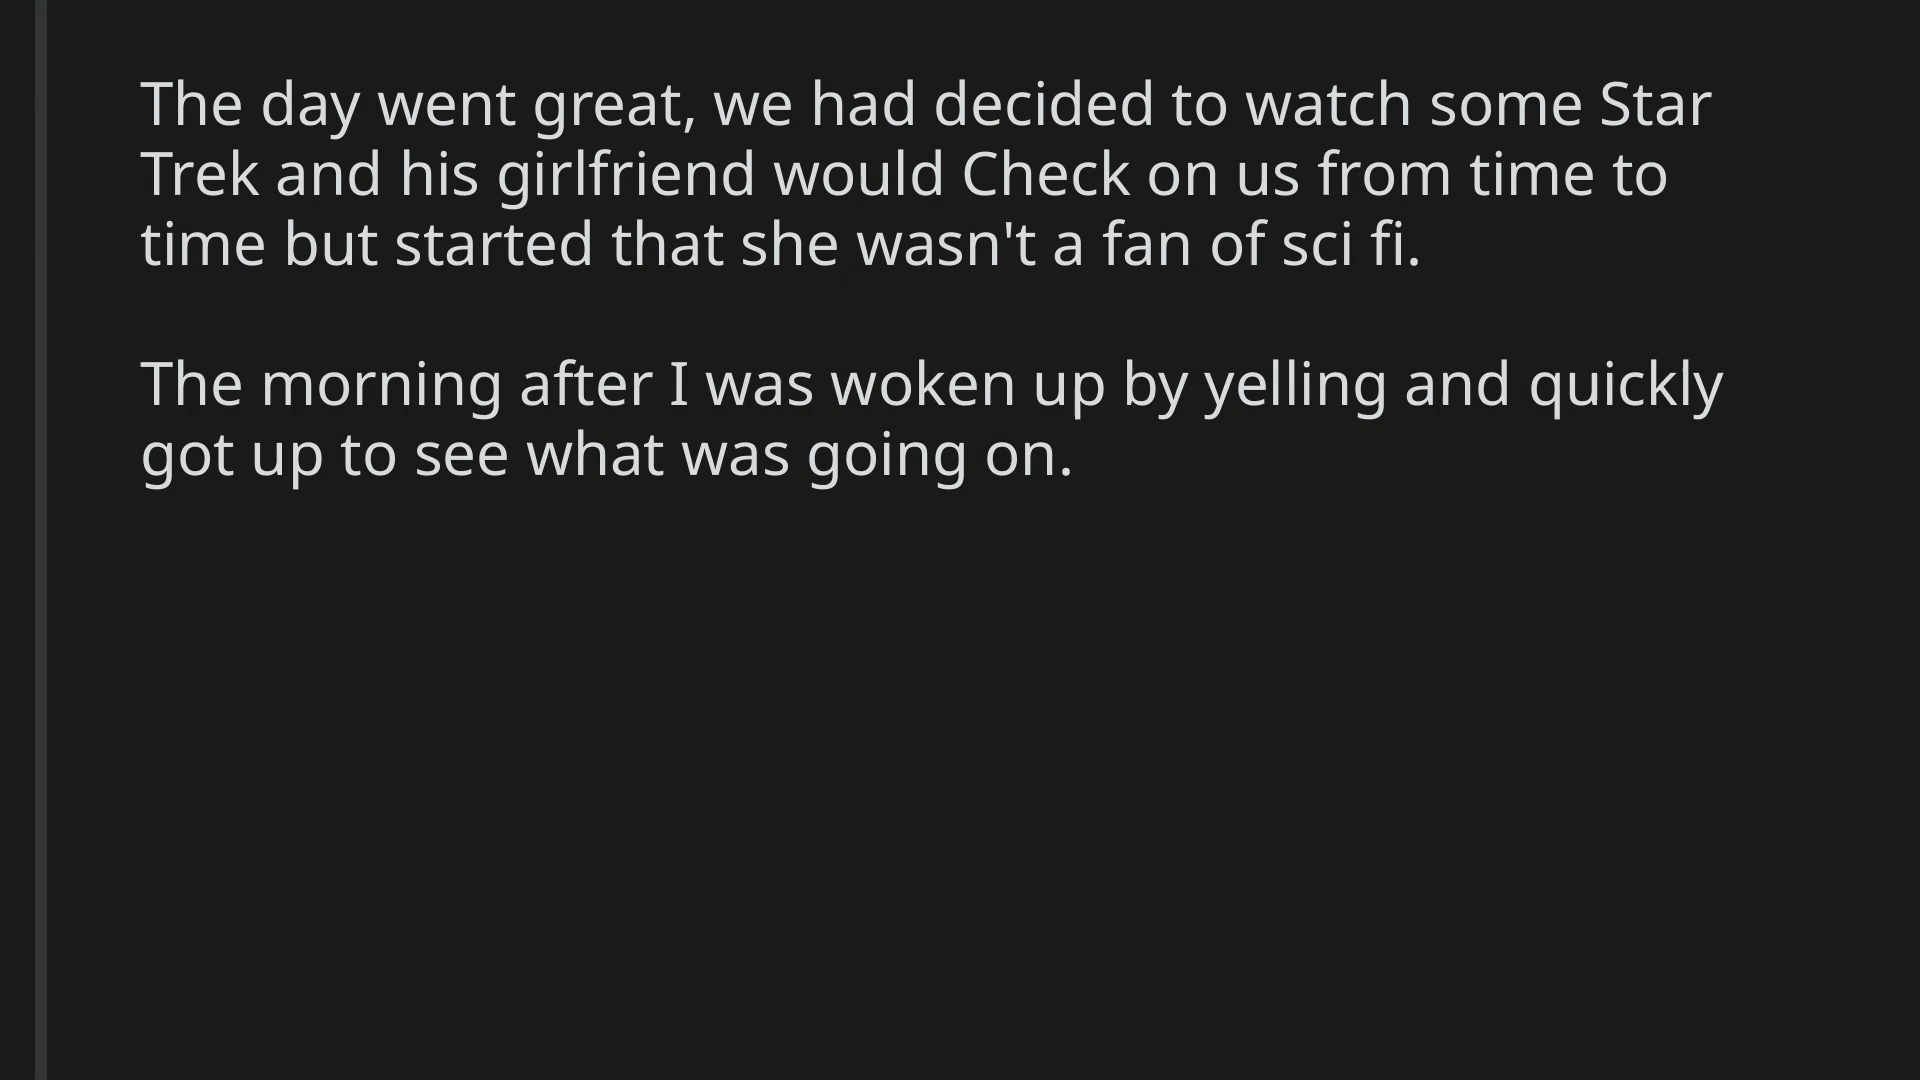 The day went great, we had decided to watch some Star
Trek and his girlfriend would Check on us from time to
time but started that she wasn't a fan of sci fi.
The morning after I was woken up by yelling and quickly
got up to see what was going on.